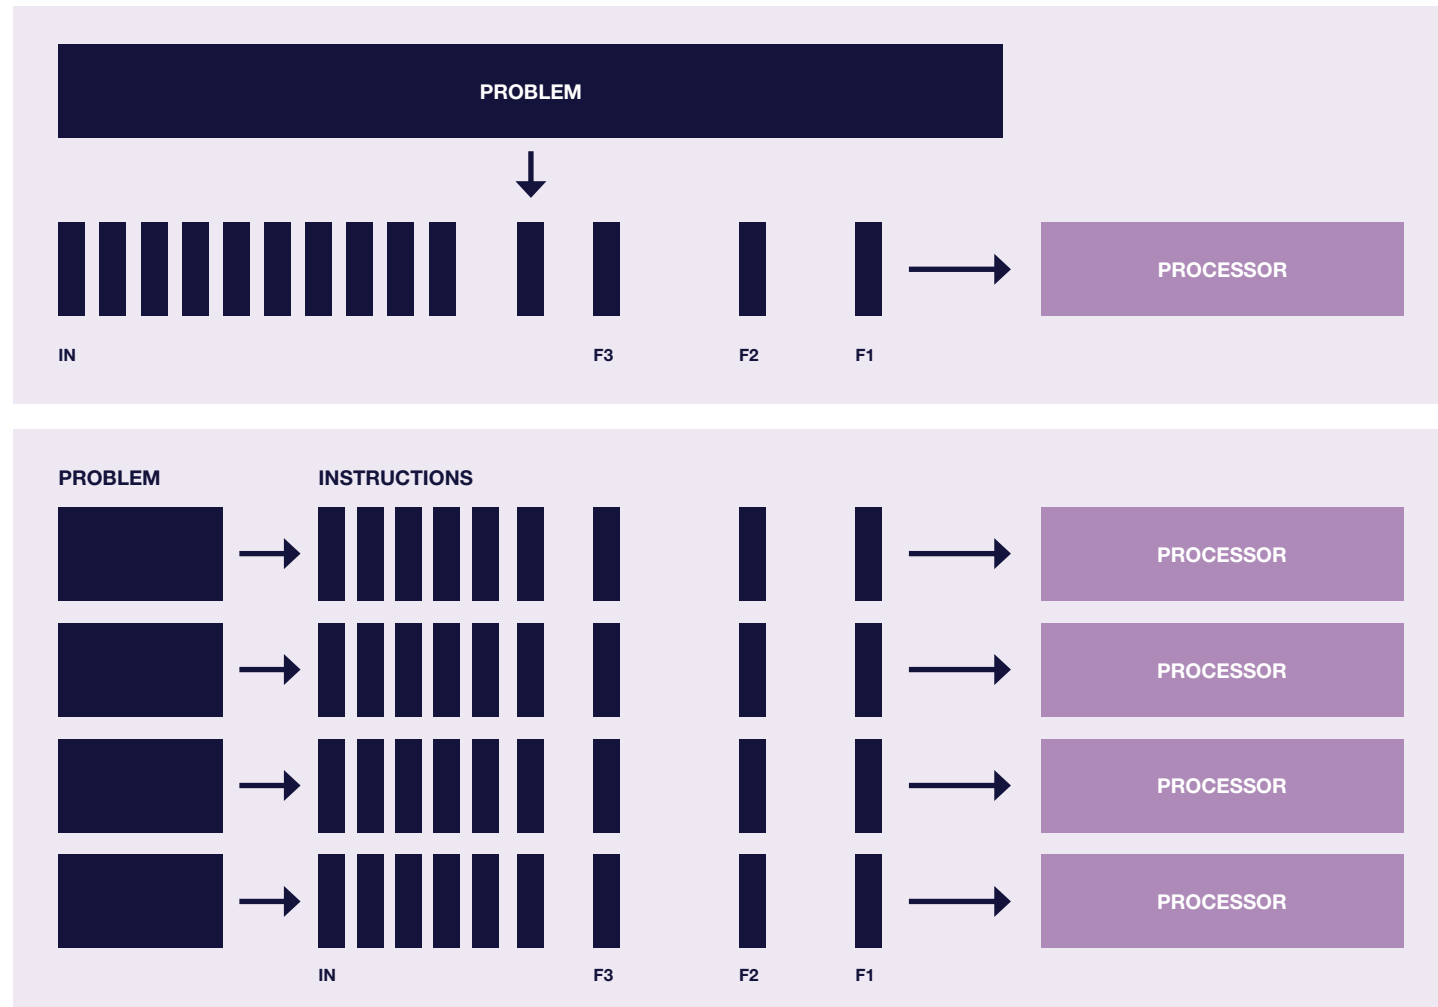 PROBLEM
PROCESSOR
IN F3 F2 F1
PROBLEM INSTRUCTIONS
PROCESSOR
PROCESSOR
PROCESSOR
PROCESSOR
IN F3 F2 F1